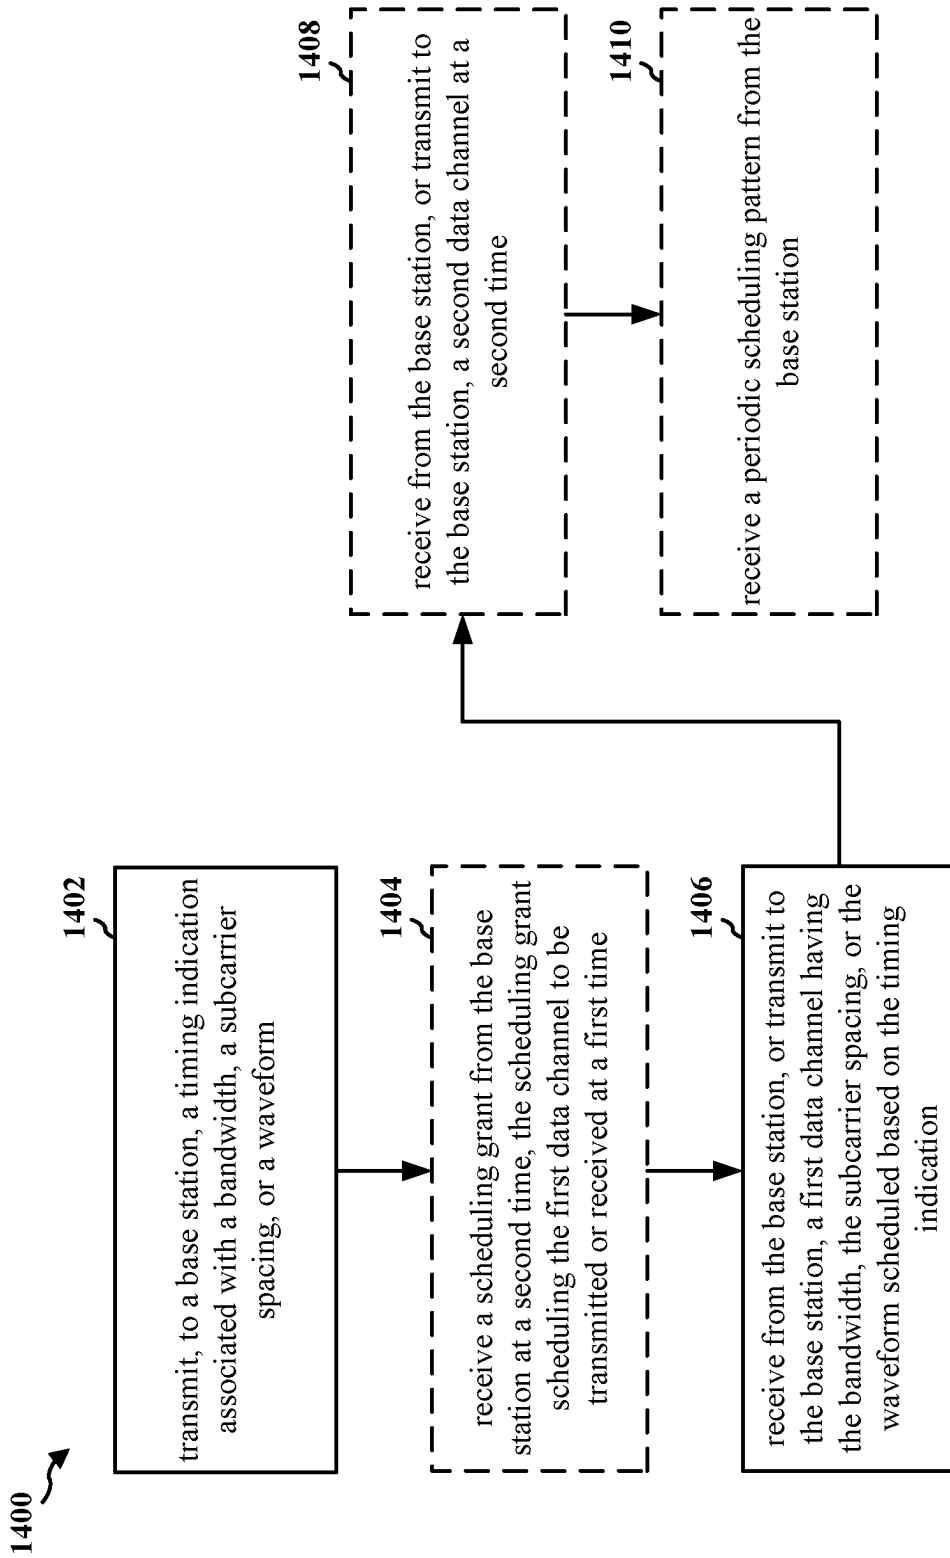 1400
1402
transmit, to a base station, a timing indication
associated with a bandwidth, a subcarrier
spacing, or a waveform
1404
receive a scheduling grant from the base
station at a second time, the scheduling grant
scheduling the first data channel to be
transmitted or received at a first time
1406
receive from the base station, or transmit to
the base station, a first data channel having
the bandwidth, the subcarrier spacing, or the
waveform scheduled based on the timing
indication
1408
receive from the base station, or transmit to
the base station, a second data channel at a
second time
1410
receive a periodic scheduling pattern from the
base station